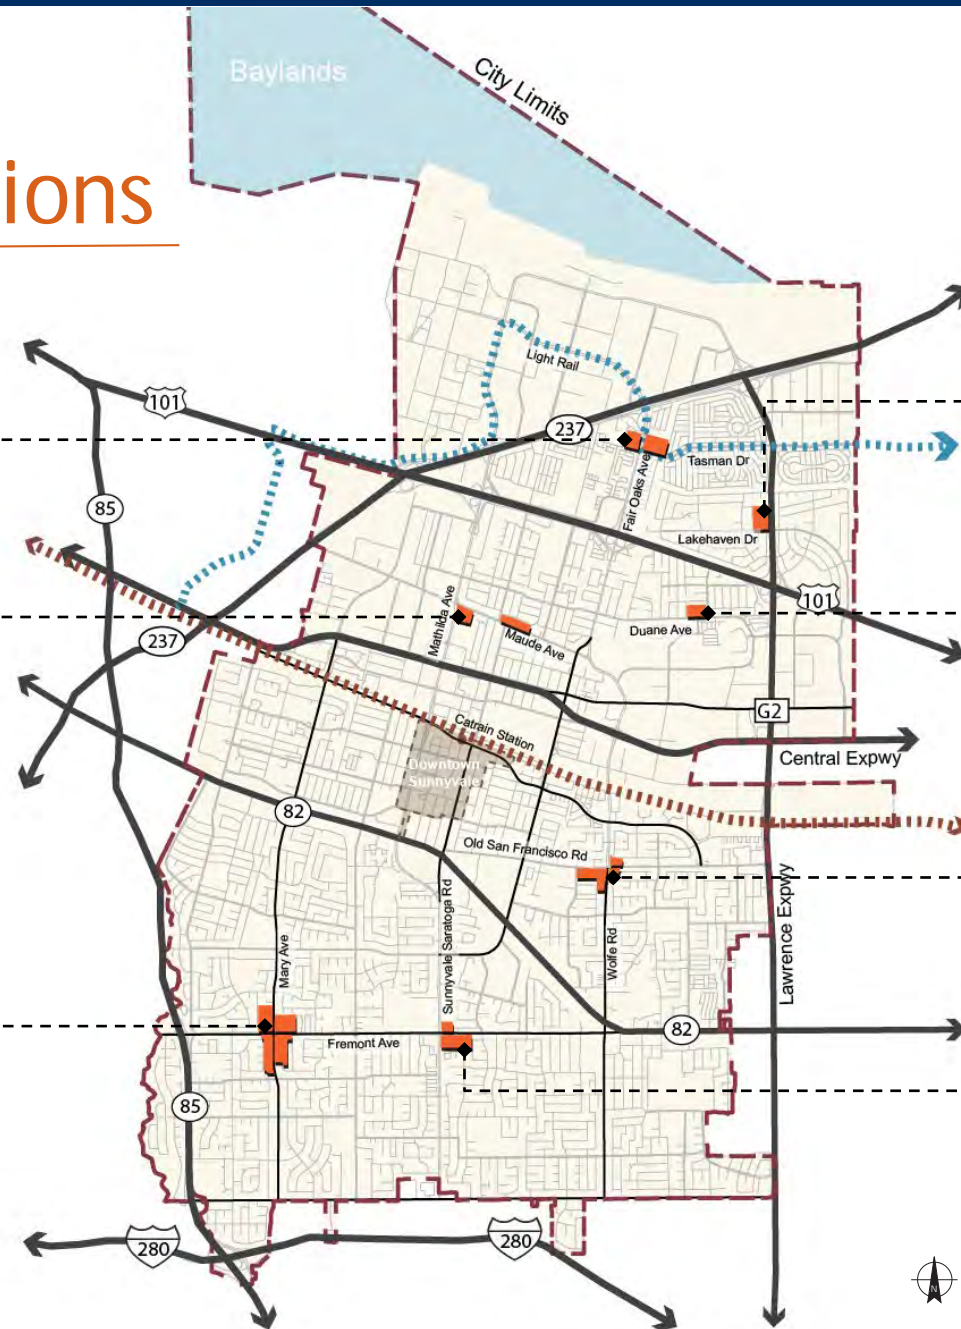 Baylands
City Limits
ions
Light Rail
101
237
Tasman Dr
Fair Oaks Ave
85
Lakehaven Dr
101
Mathilda Ave
Maude Ave
Duane Ave
237
G2
Catrain Station
Central Expwy
Downtown
Sunnyvale
82
Old San Francisco Rd
Sunnyvale Saratoga Rd
Mary Ave
Wolfe Rd
Lawrence Expwy
82
Fremont Ave
85
280
280
N